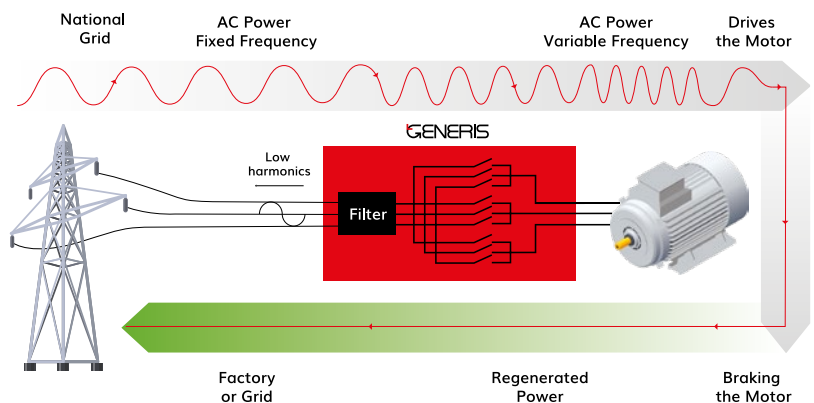 National
Grid
AC Power
Fixed Frequency
AC Power
Variable Frequency
Drives
the Motor
GENERIS
Low
harmonics
Filter
Factory
or Grid
Regenerated
Power
Braking
the Motor